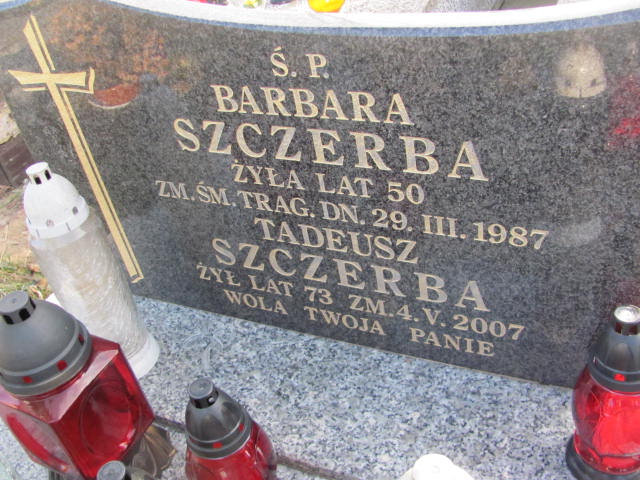 Ś. P.
BARBARA
SZCZERBA
ŻYŁA LAT 50
ZM. ŚM. TRAG. DN. 29. III. 1987
TADEUSZ
SZCZERBA
ŻYŁ LAT 73 ZM. 4. V. 2007
WOLA TWOJA PANIE